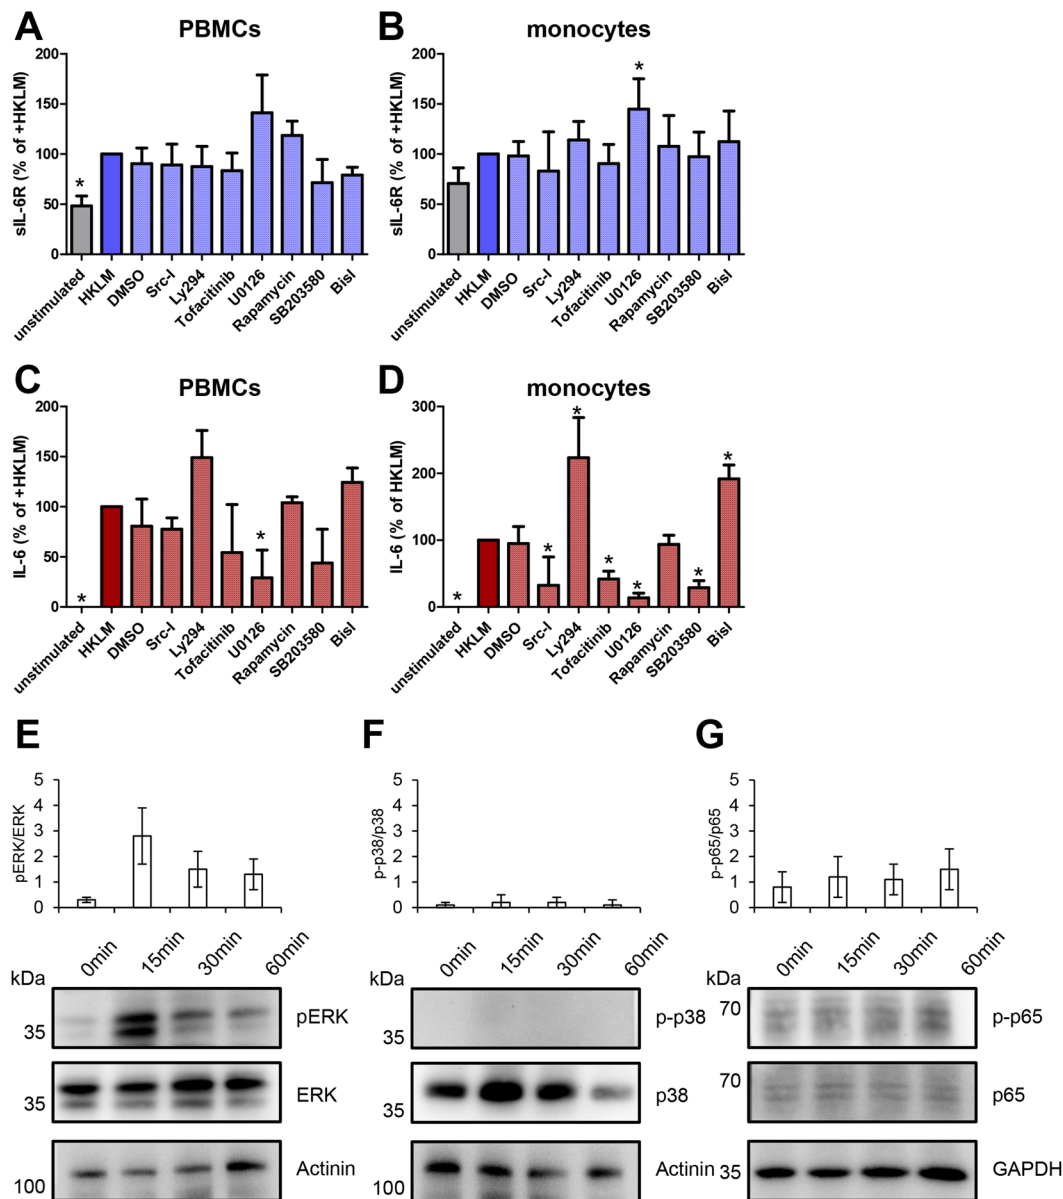 A PBMCs
sIL-6R (% of +HKLM)
200
150
100
50
0
* 
unstimulated
HKLM
DMSO
Src-I
Ly294
Tofacitinib
U0126
Rapamycin
SB203580
BisI
B monocytes
sIL-6R (% of +HKLM)
200
150
100
50
0
*
unstimulated
HKLM
DMSO
Src-I
Ly294
Tofacitinib
U0126
Rapamycin
SB203580
BisI
C PBMCs
IL-6 (% of +HKLM)
200
150
100
50
0
* *
unstimulated
HKLM
DMSO
Src-I
Ly294
Tofacitinib
U0126
Rapamycin
SB203580
BisI
D monocytes
IL-6 (% of HKLM)
300
200
100
0
* * * * * * *
unstimulated
HKLM
DMSO
Src-I
Ly294
Tofacitinib
U0126
Rapamycin
SB203580
BisI
E
pERK/ERK
5
4
3
2
1
0
0min 15min 30min 60min
kDa
35 pERK
35 ERK
100 Actinin
F
p-p38/p38
5
4
3
2
1
0
0min 15min 30min 60min
kDa
35 p-p38
35 p38
100 Actinin
G
p-p65/p65
5
4
3
2
1
0
0min 15min 30min 60min
kDa
70 p-p65
70 p65
35 GAPDH